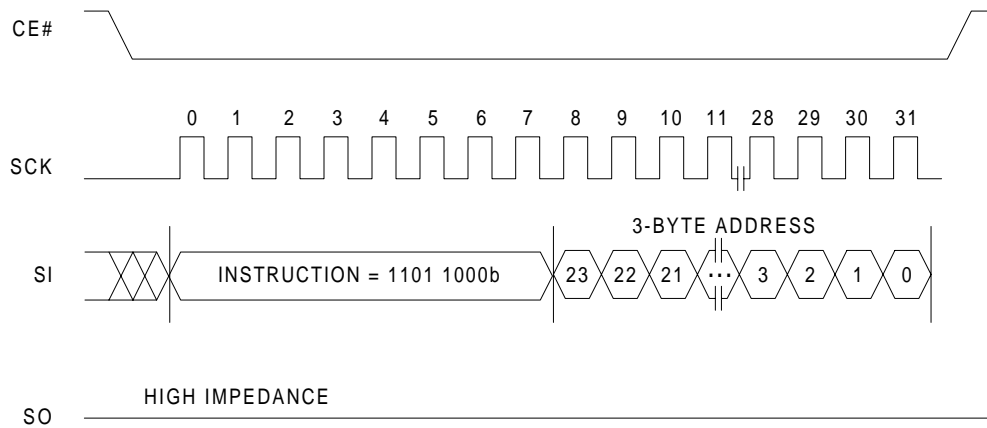 CE#
0 1 2 3 4 5 6 7 8 9 10 11 28 29 30 31
SCK
3-BYTE ADDRESS
SI INSTRUCTION = 1101 1000b 23 22 21 ... 3 2 1 0
HIGH IMPEDANCE
SO